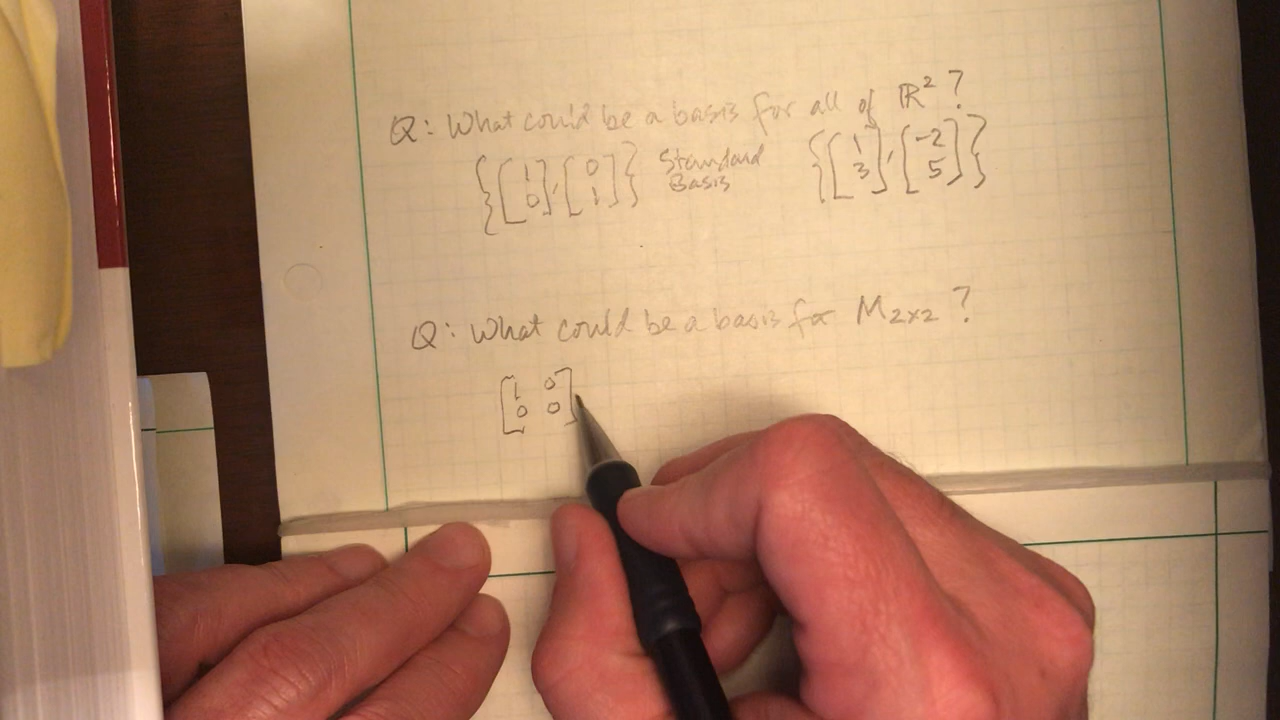 Q: What could be a basis for all of ℝ² ?
{[1 0], [0 1]} Standard Basis {[1 3], [-2 5]}
Q: What could be a basis for M2x2 ?
[1 0
0 0]